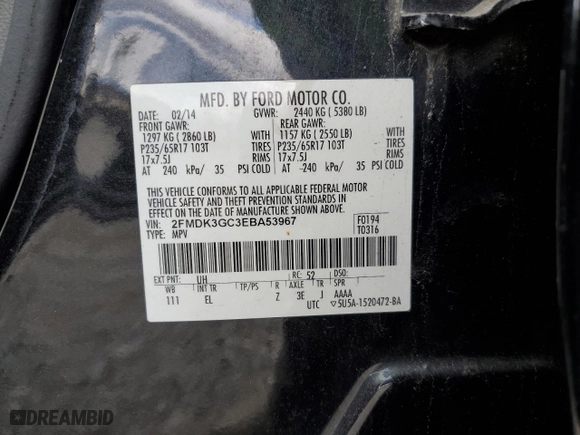 MFD. BY FORD MOTOR CO.
DATE: 02/14 GVWR: 2440 KG ( 5380 LB)
FRONT GAWR: REAR GAWR:
1297 KG ( 2860 LB) WITH 1157 KG ( 2550 LB) WITH
P235/65R17 103T TIRES P235/65R17 103T TIRES
17x7.5J RIMS 17x7.5J RIMS
AT 240 kPa/ 35 PSI COLD AT 240 kPa/ 35 PSI COLD
THIS VEHICLE CONFORMS TO ALL APPLICABLE FEDERAL MOTOR
VEHICLE SAFETY AND THEFT PREVENTION STANDARDS IN EFFECT
ON THE DATE OF MANUFACTURE SHOWN ABOVE.
VIN: 2FMDK3GC3EBA53967 F0194
TYPE: MPV T0316
EXT PNT: UH RC: 52 DSO:
WB INT TR TP/PS R AXLE TR SPR
111 EL Z 3E J AAAA
UTC ▽5U5A-1520472-BA
DREAMBID